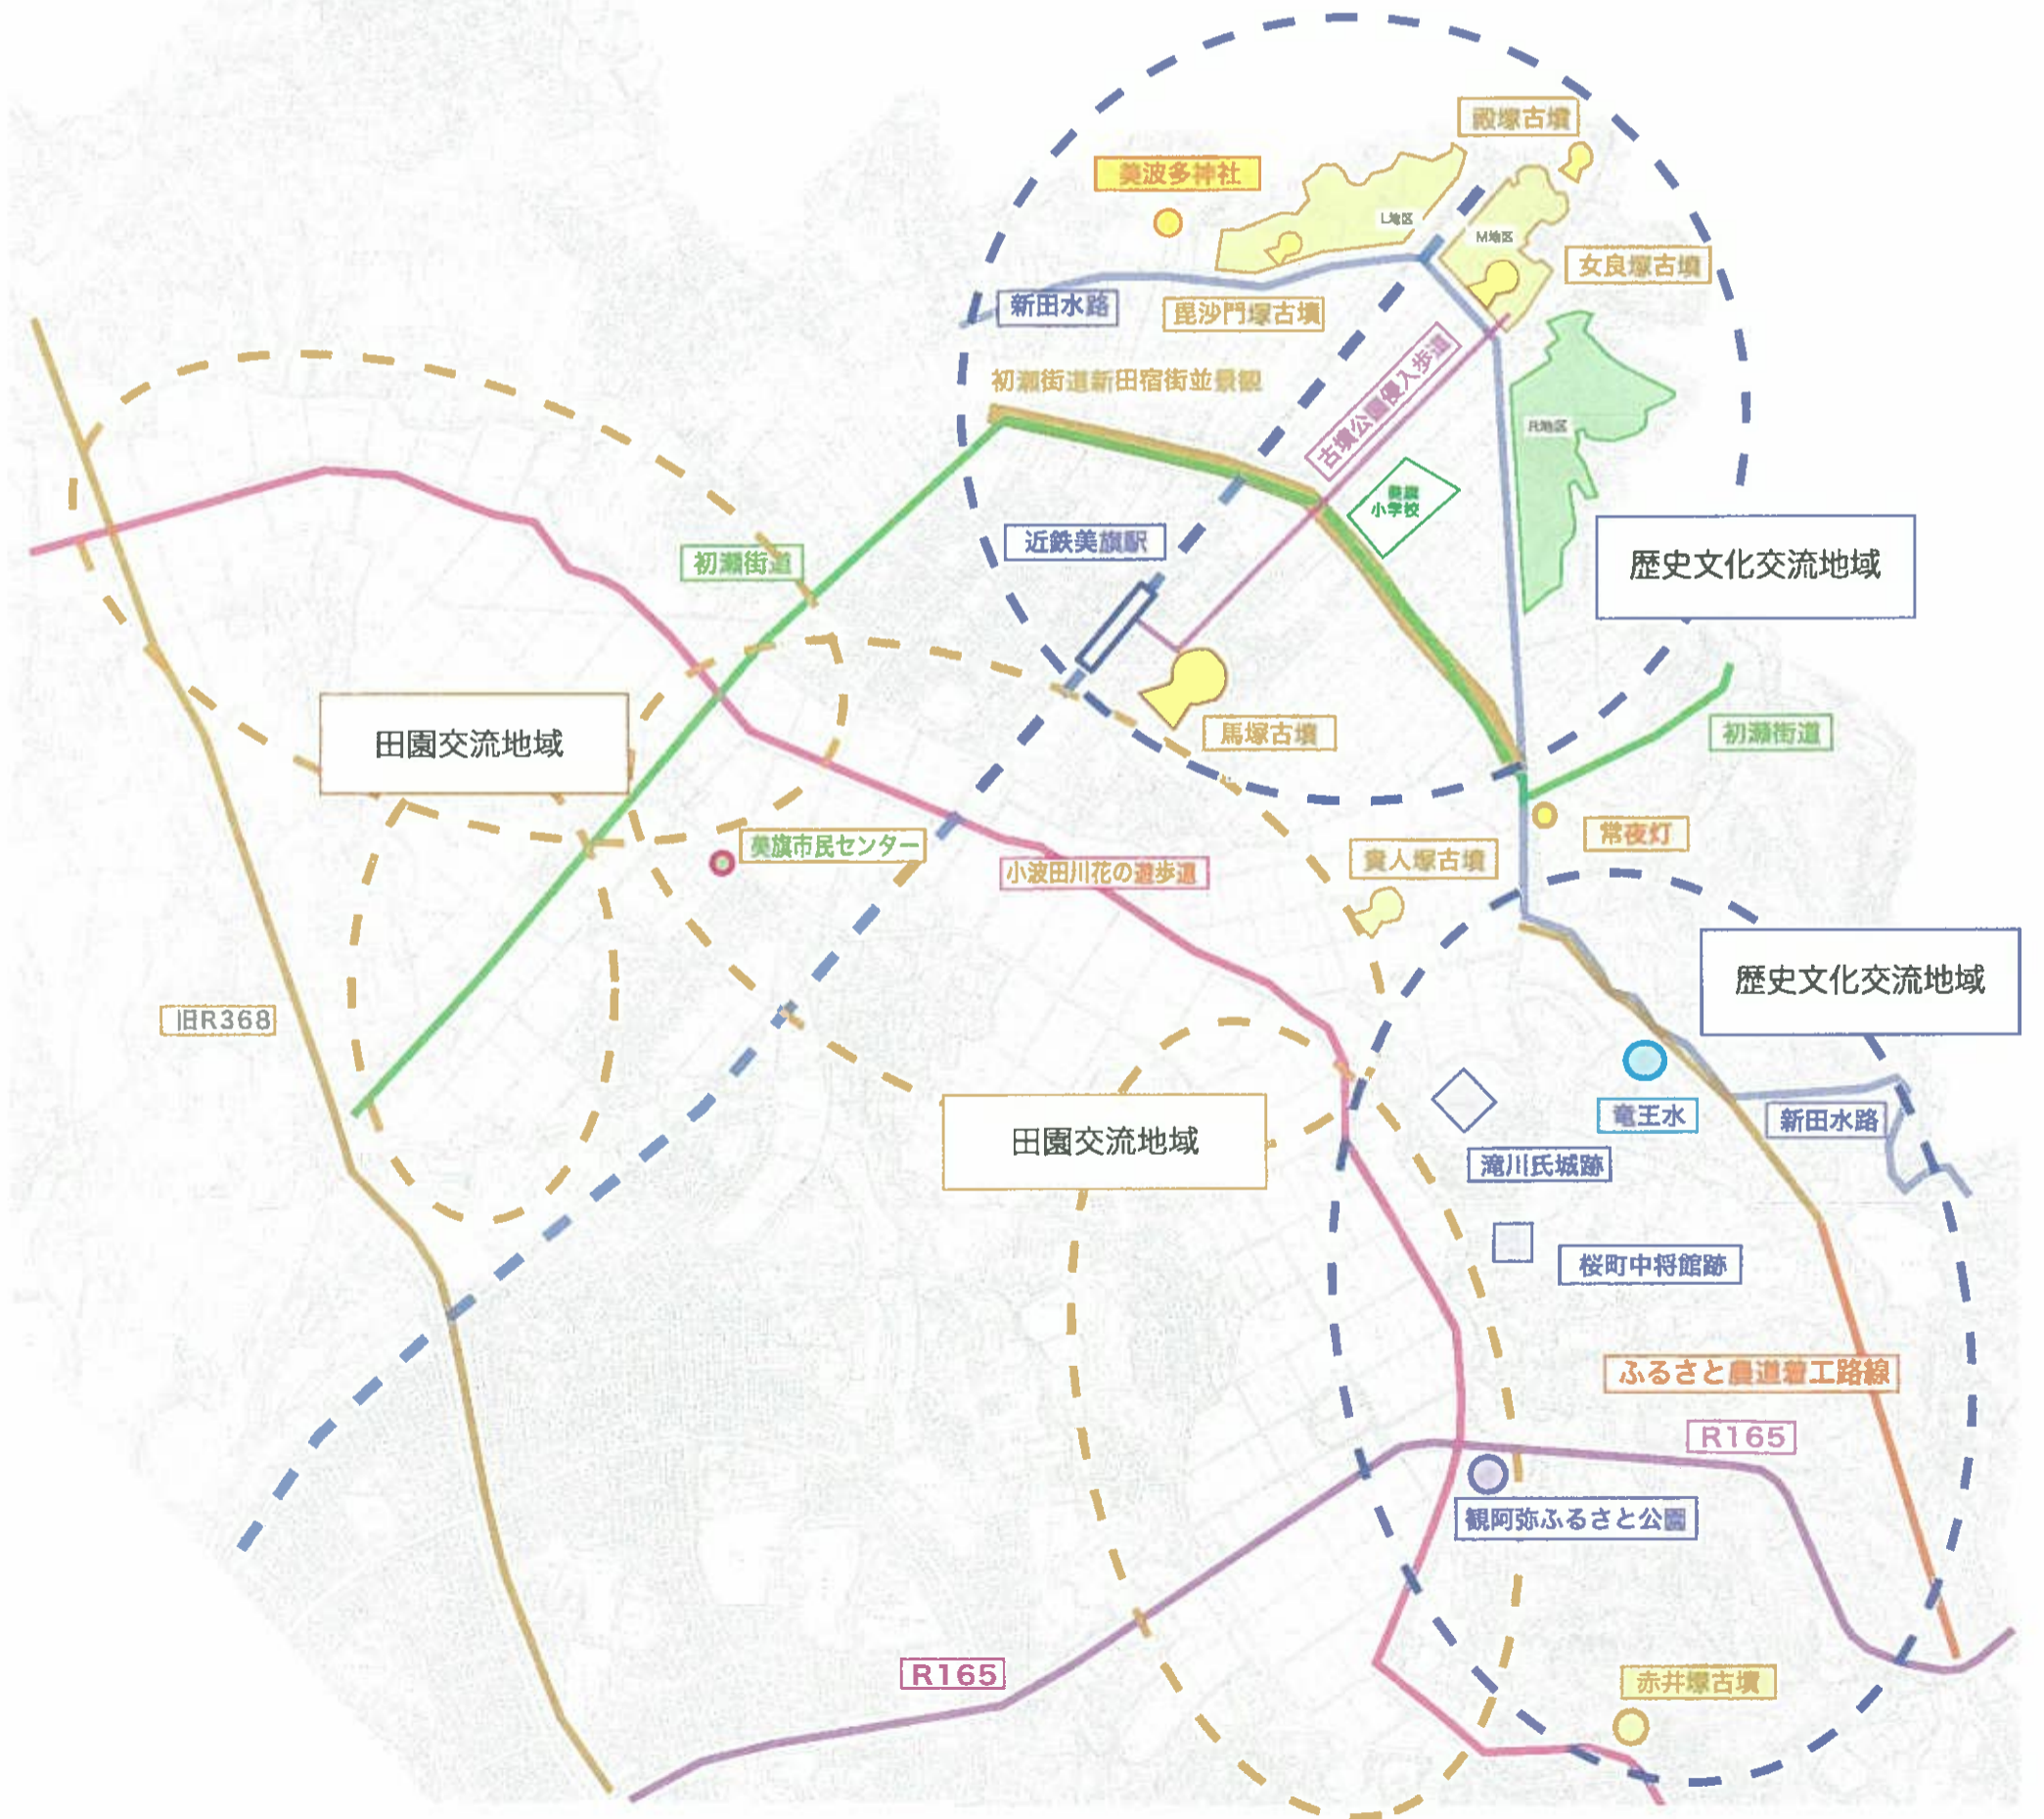 殿塚古墳
美波多神社
L地区
M地区
女良塚古墳
新田水路
毘沙門塚古墳
古墳公園侵入歩道
初瀬街道新田宿街並景観
R地区
美旗
小学校
近鉄美旗駅
歴史文化交流地域
初瀬街道
田園交流地域
馬塚古墳
初瀬街道
常夜灯
美旗市民センター
小波田川花の遊歩道
貴人塚古墳
歴史文化交流地域
旧R368
竜王水
新田水路
田園交流地域
滝川氏城跡
桜町中将館跡
ふるさと農道着工路線
R165
観阿弥ふるさと公園
R165
赤井塚古墳